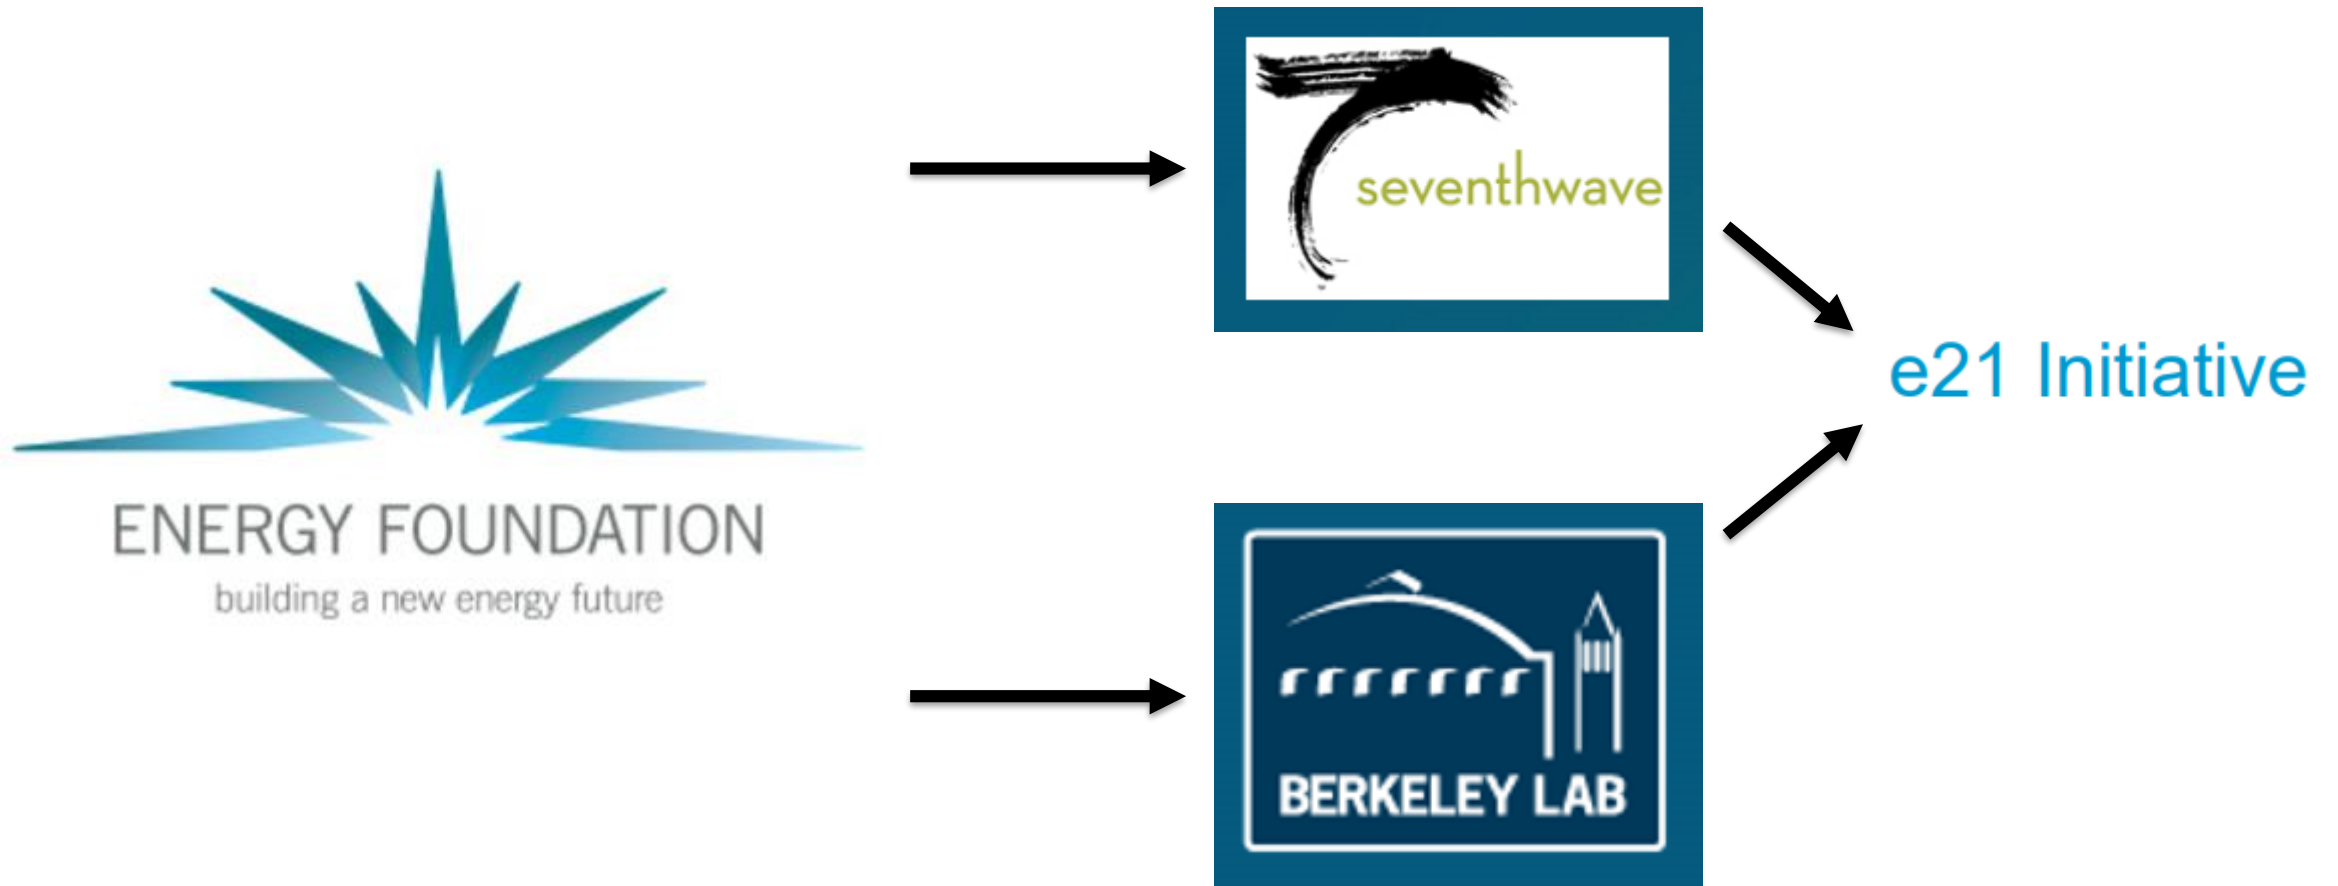 ENERGY FOUNDATION
building a new energy future
seventhwave
BERKELEY LAB
e21 Initiative